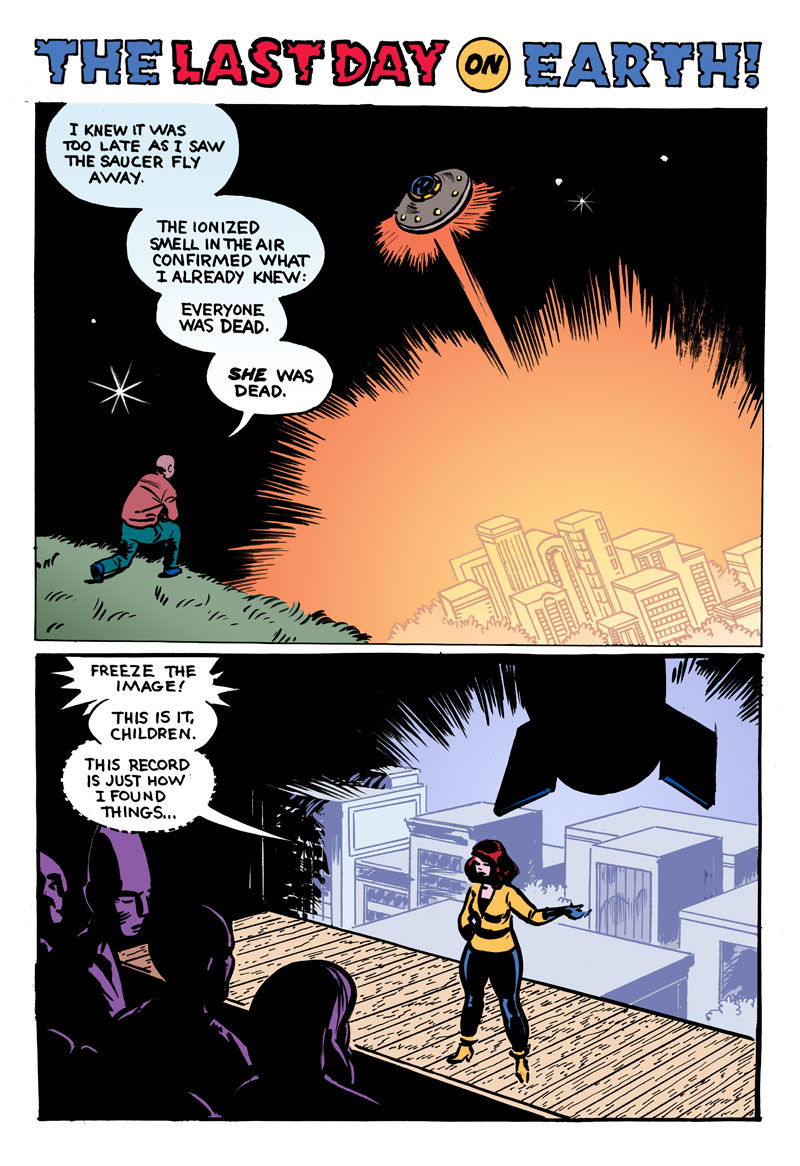 THE LAST DAY ON EARTH!
I KNEW IT WAS
TOO LATE AS I SAW
THE SAUCER FLY
AWAY.
THE IONIZED
SMELL IN THE AIR
CONFIRMED WHAT
I ALREADY KNEW:
EVERYONE
WAS DEAD.
SHE WAS
DEAD.
FREEZE THE
IMAGE!
THIS IS IT,
CHILDREN.
THIS RECORD
IS JUST HOW
I FOUND
THINGS...